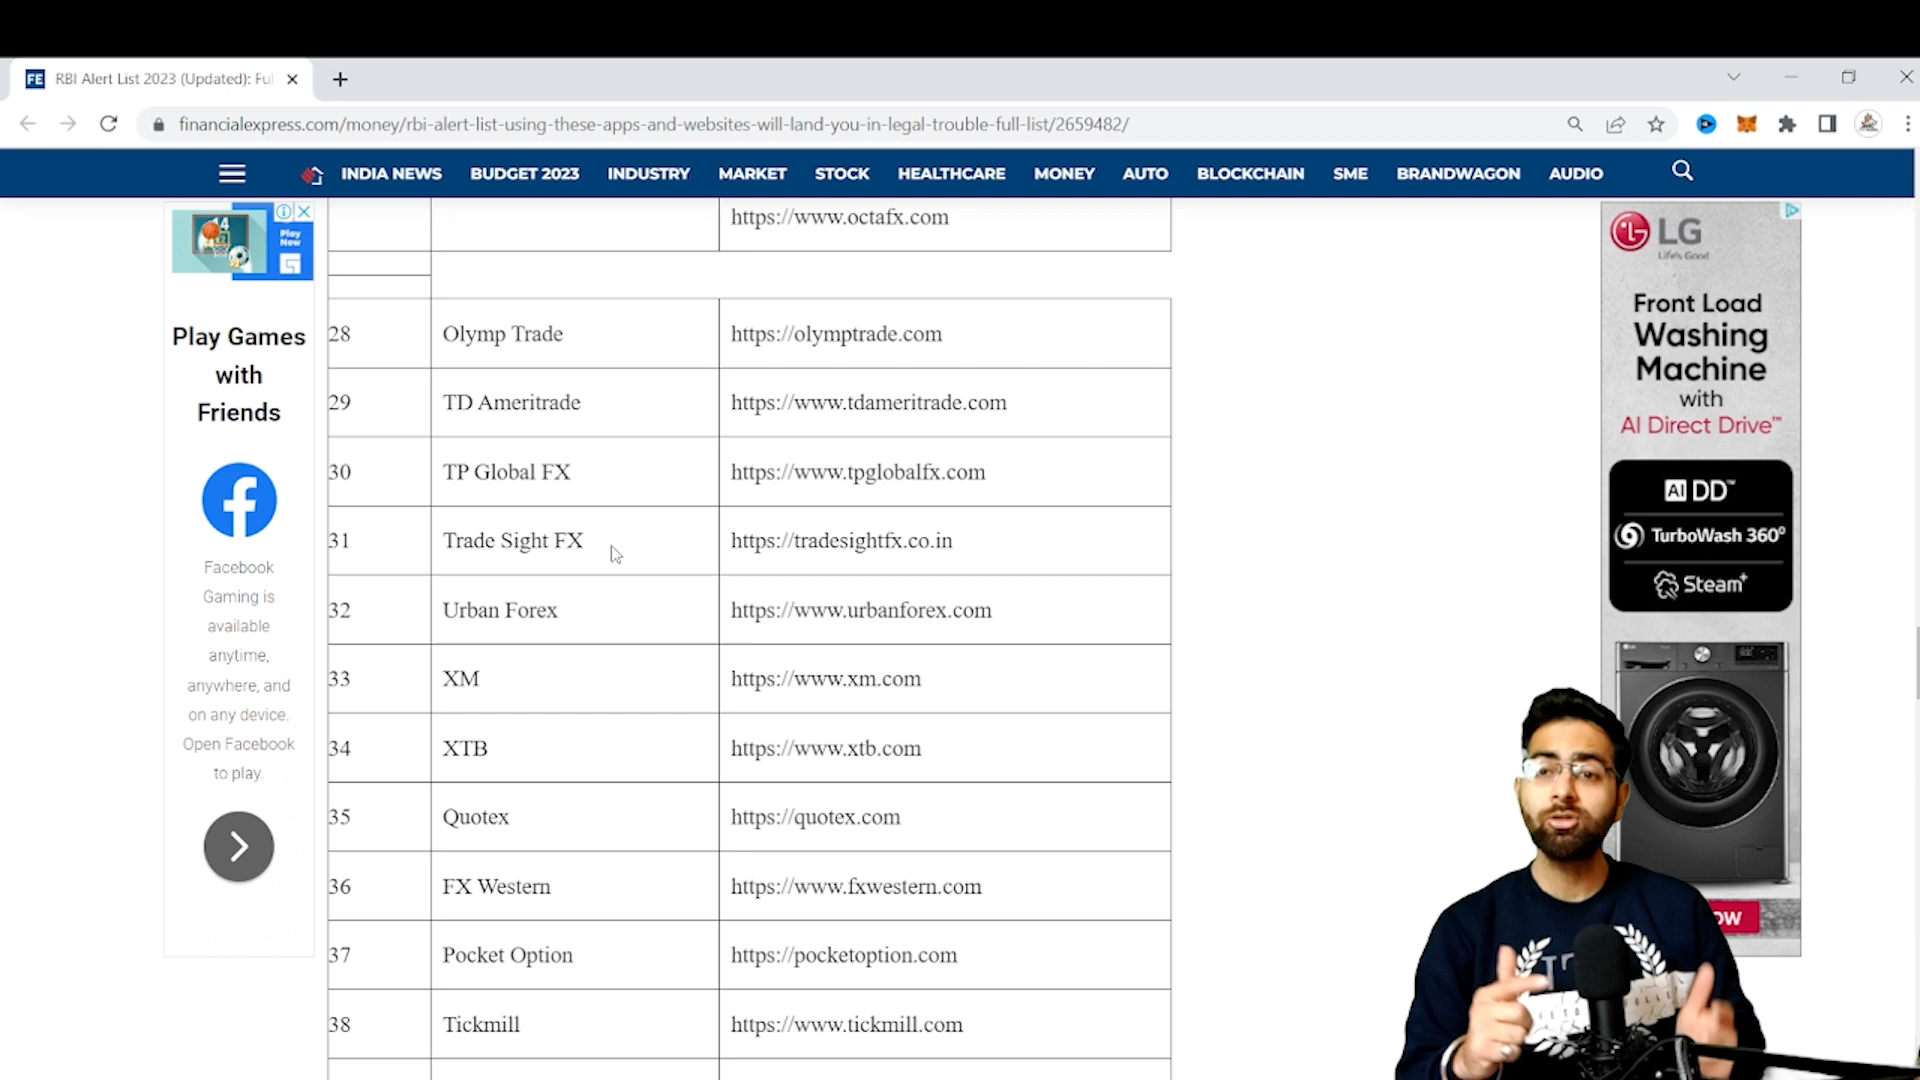 FE RBI Alert List 2023 (Updated): Ful
financialexpress.com/money/rbi-alert-list-using-these-apps-and-websites-will-land-you-in-legal-trouble-full-list/2659482/
INDIA NEWS BUDGET 2023 INDUSTRY MARKET STOCK HEALTHCARE MONEY AUTO BLOCKCHAIN SME BRANDWAGON AUDIO
Play
Now
Play Games
with
Friends
Facebook
Gaming is
available
anytime,
anywhere, and
on any device.
Open Facebook
to play.
https://www.octafx.com
28 Olymp Trade https://olymptrade.com
29 TD Ameritrade https://www.tdameritrade.com
30 TP Global FX https://www.tpglobalfx.com
31 Trade Sight FX https://tradesightfx.co.in
32 Urban Forex https://www.urbanforex.com
33 XM https://www.xm.com
34 XTB https://www.xtb.com
35 Quotex https://quotex.com
36 FX Western https://www.fxwestern.com
37 Pocket Option https://pocketoption.com
38 Tickmill https://www.tickmill.com
LG
Life's Good
Front Load
Washing
Machine
with
AI Direct Drive™
AI DD™
TurboWash 360°
Steam+
OW